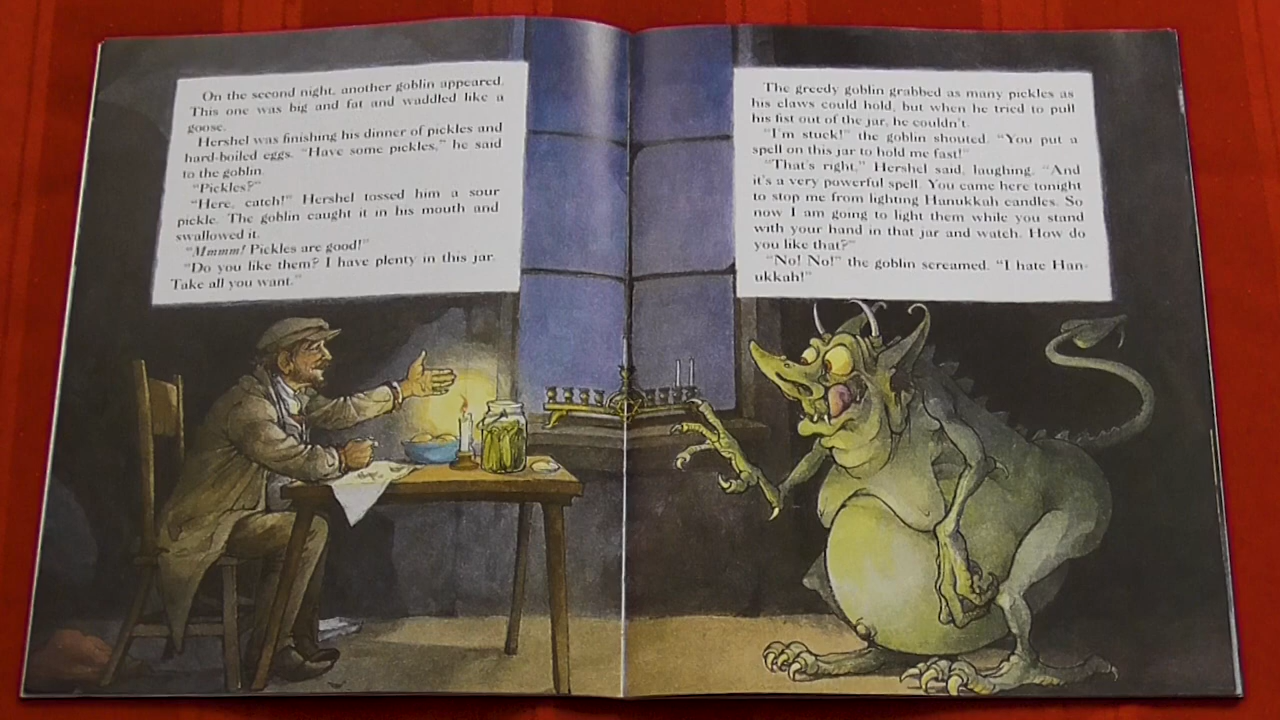 On the second night, another goblin appeared.
This one was big and fat and waddled like a
goose.
Hershel was finishing his dinner of pickles and
hard-boiled eggs. "Have some pickles," he said
to the goblin.
"Pickles?"
"Here, catch!" Hershel tossed him a sour
pickle. The goblin caught it in his mouth and
swallowed it.
"Mmmm! Pickles are good!"
"Do you like them? I have plenty in this jar.
Take all you want."
The greedy goblin grabbed as many pickles as
his claws could hold, but when he tried to pull
his fist out of the jar, he couldn't.
"I'm stuck!" the goblin shouted. "You put a
spell on this jar to hold me fast!"
"That's right," Hershel said, laughing. "And
it's a very powerful spell. You came here tonight
to stop me from lighting Hanukkah candles. So
now I am going to light them while you stand
with your hand in that jar and watch. How do
you like that?"
"No! No!" the goblin screamed. "I hate Han-
ukkah!"